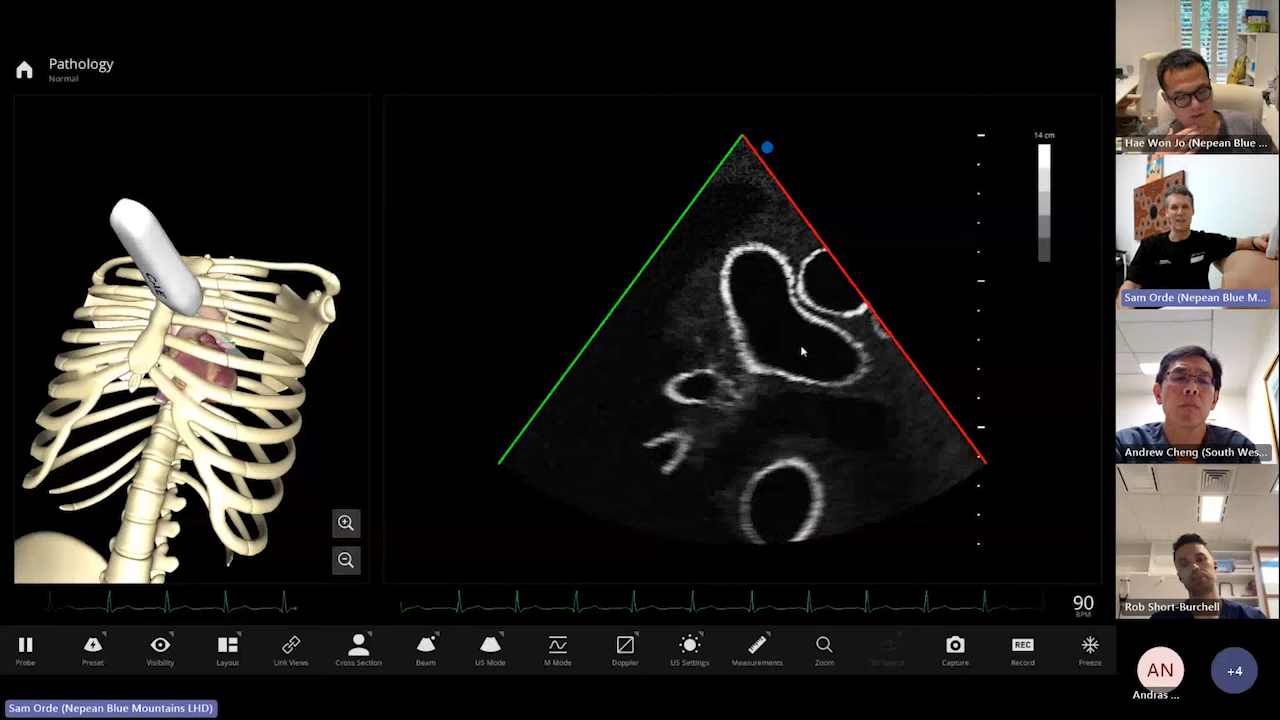 Pathology
Normal
14 cm
CAE
90
BPM
Probe
Preset
Visibility
Layout
Link Views
Cross Section
Beam
US Mode
M Mode
Doppler
US Settings
Measurements
Zoom
Capture
REC
Record
Freeze
Hae Won Jo (Nepean Blue ...
Sam Orde (Nepean Blue M...
Andrew Cheng (South Wes...
Rob Short-Burchell
AN
Andras ...
+4
Sam Orde (Nepean Blue Mountains LHD)